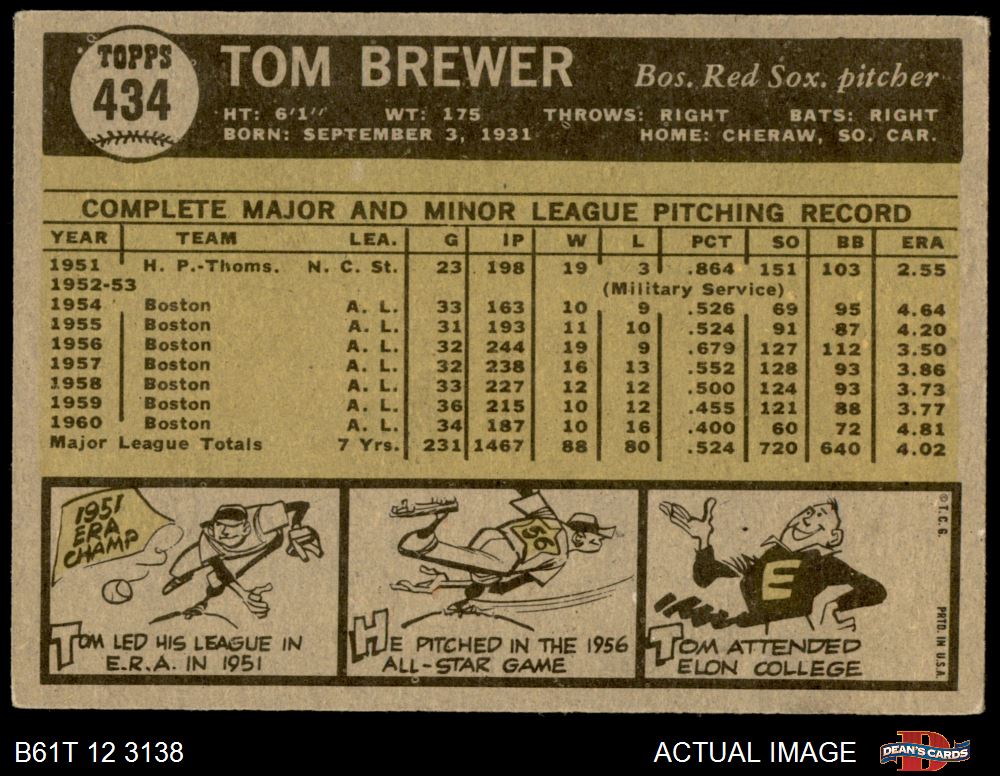 TOPPS
434
TOM BREWER
Bos. Red Sox. pitcher
HT: 6'1" WT: 175 THROWS: RIGHT BATS: RIGHT
BORN: SEPTEMBER 3, 1931 HOME: CHERAW, SO. CAR.
COMPLETE MAJOR AND MINOR LEAGUE PITCHING RECORD
YEAR TEAM LEA. G IP W L PCT SO BB ERA
1951 H. P.-Thoms. N. C. St. 23 198 19 3 .864 151 103 2.55
1952-53 (Military Service)
1954 Boston A. L. 33 163 10 9 .526 69 95 4.64
1955 Boston A. L. 31 193 11 10 .524 91 87 4.20
1956 Boston A. L. 32 244 19 9 .679 127 112 3.50
1957 Boston A. L. 32 238 16 13 .552 128 93 3.86
1958 Boston A. L. 33 227 12 12 .500 124 93 3.73
1959 Boston A. L. 36 215 10 12 .455 121 88 3.77
1960 Boston A. L. 34 187 10 16 .400 60 72 4.81
Major League Totals 7 Yrs. 231 1467 88 80 .524 720 640 4.02
1951
ERA
CHAMP
TOM LED HIS LEAGUE IN
E.R.A. IN 1951
56
HE PITCHED IN THE 1956
ALL-STAR GAME
E
TOM ATTENDED
ELON COLLEGE
© T.C.G.
PRTD. IN U.S.A.
B61T 12 3138
ACTUAL IMAGE
DEAN'S CARDS